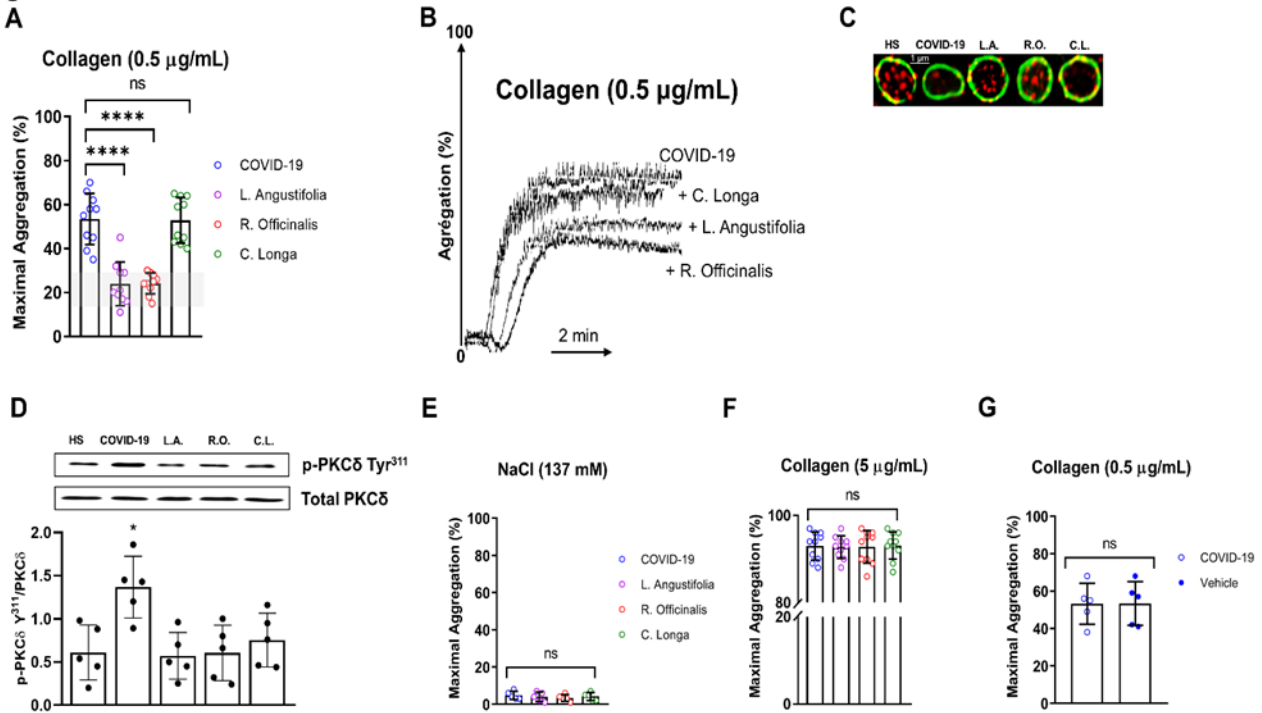 A
Collagen (0.5 μg/mL)
ns
****
****
Maximal Aggregation (%)
100
80
60
40
20
0
COVID-19
L. Angustifolia
R. Officinalis
C. Longa
B
100
Collagen (0.5 μg/mL)
Agrégation (%)
COVID-19
+ C. Longa
+ L. Angustifolia
+ R. Officinalis
2 min
0
C
HS COVID-19 L.A. R.O. C.L.
1 μm
D
HS COVID-19 L.A. R.O. C.L.
p-PKCδ Tyr³¹¹
Total PKCδ
p-PKCδ Y³¹¹/PKCδ
2.0
1.5
1.0
0.5
0.0
*
E
NaCl (137 mM)
Maximal Aggregation (%)
100
80
60
40
20
0
ns
COVID-19
L. Angustifolia
R. Officinalis
C. Longa
F
Collagen (5 μg/mL)
ns
Maximal Aggregation (%)
100
80
20
0
G
Collagen (0.5 μg/mL)
Maximal Aggregation (%)
100
80
60
40
20
0
ns
COVID-19
Vehicle